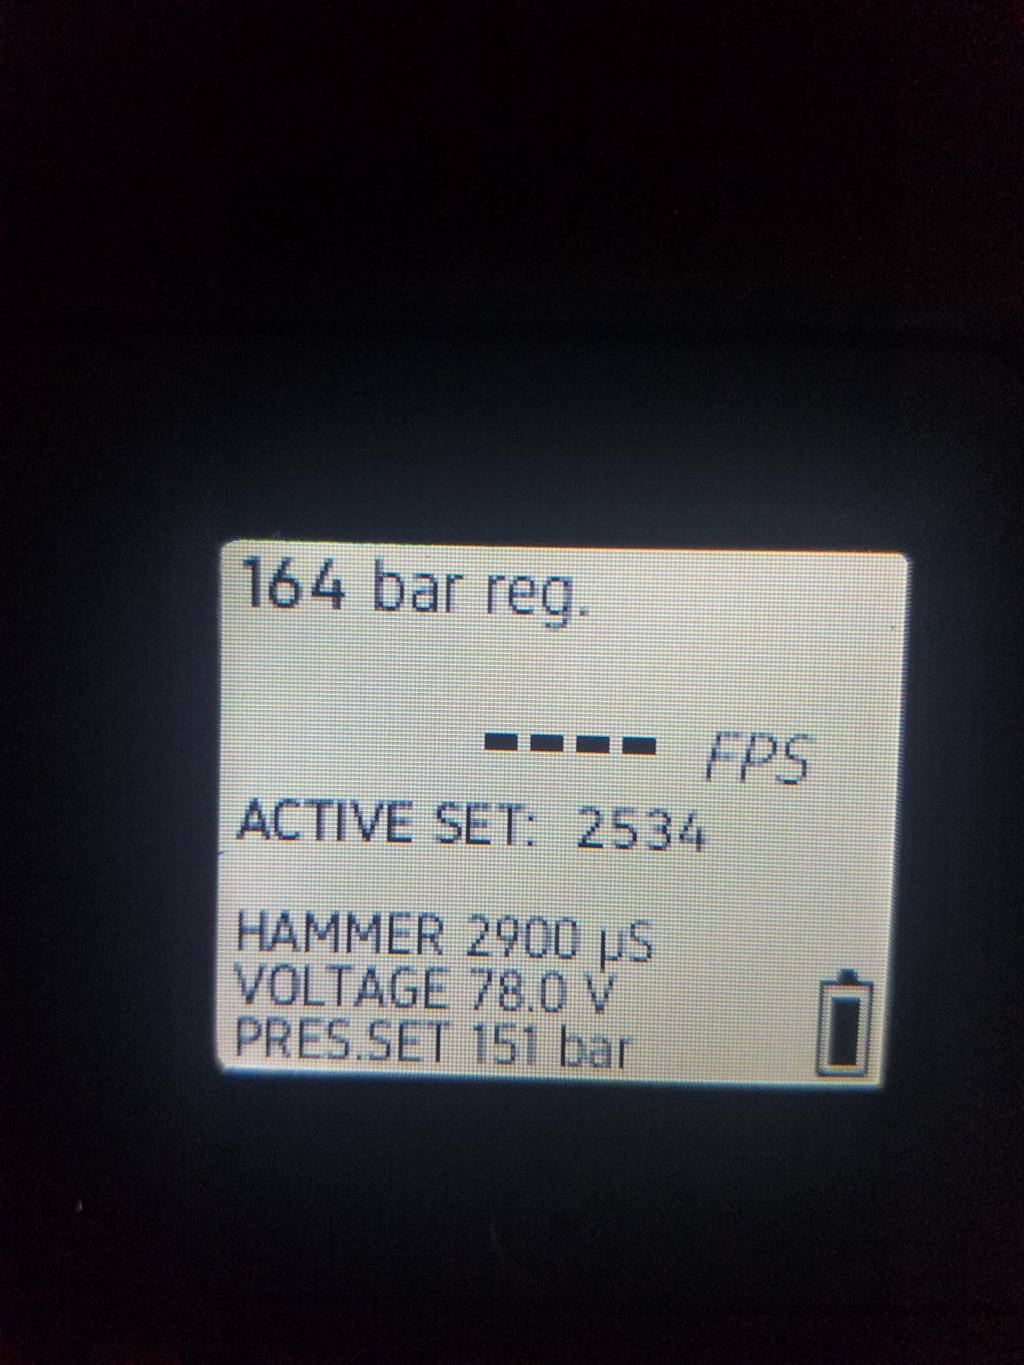 164 bar reg.
---- FPS
ACTIVE SET: 2534
HAMMER 2900 µS
VOLTAGE 78.0 V
PRES.SET 151 bar